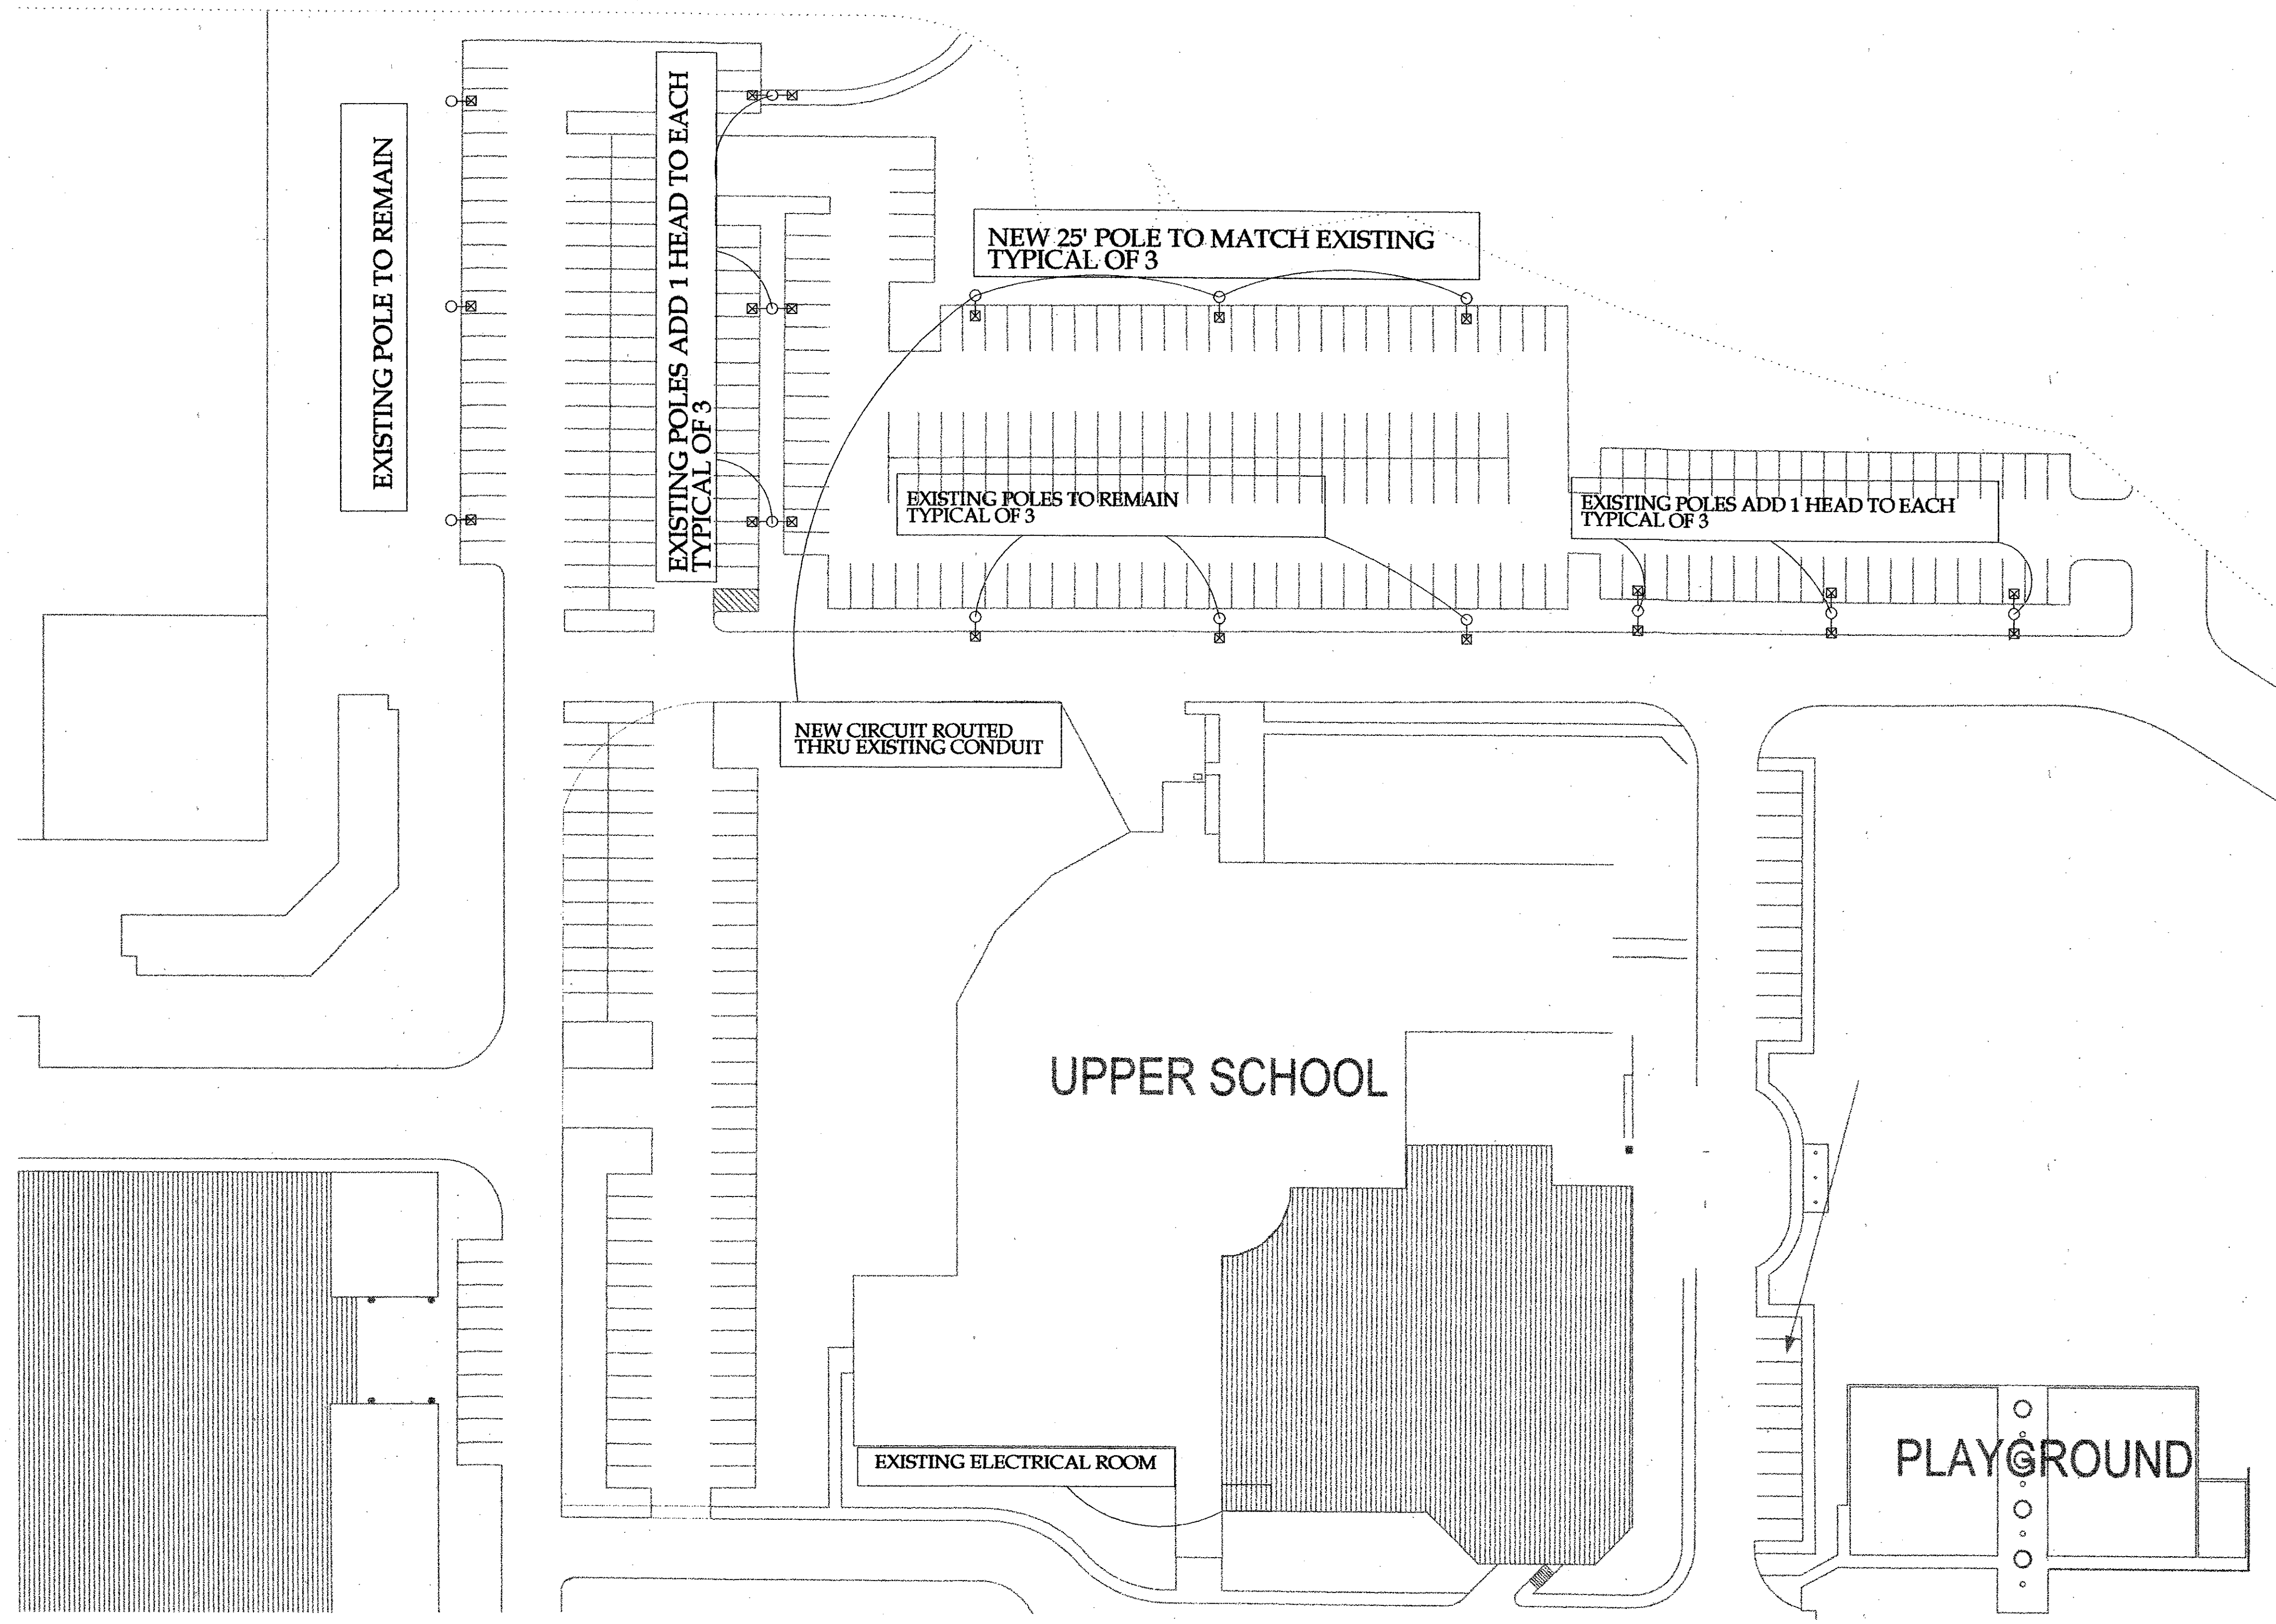 EXISTING POLE TO REMAIN
EXISTING POLES ADD 1 HEAD TO EACH
TYPICAL OF 3
NEW 25' POLE TO MATCH EXISTING
TYPICAL OF 3
EXISTING POLES TO REMAIN
TYPICAL OF 3
EXISTING POLES ADD 1 HEAD TO EACH
TYPICAL OF 3
NEW CIRCUIT ROUTED
THRU EXISTING CONDUIT
UPPER SCHOOL
EXISTING ELECTRICAL ROOM
PLAYGROUND